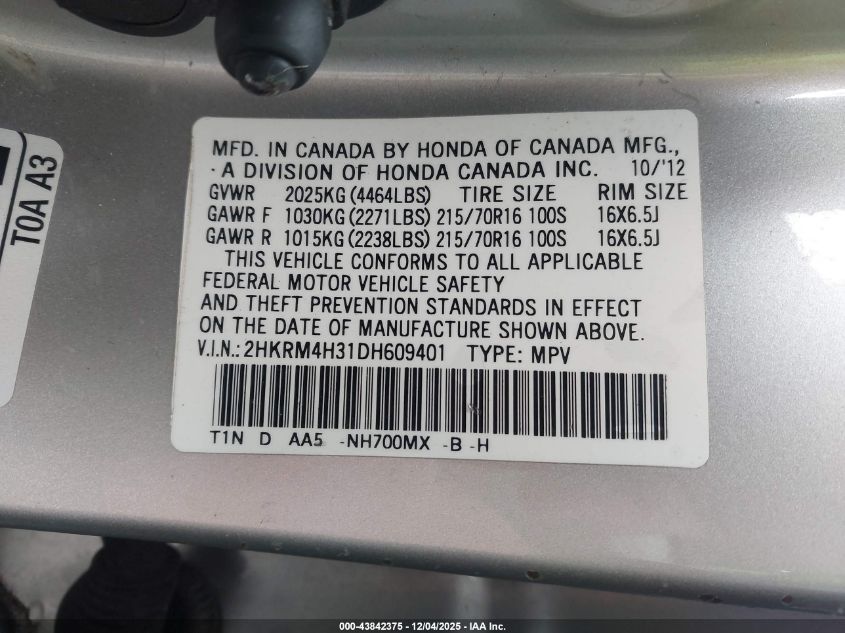 MFD. IN CANADA BY HONDA OF CANADA MFG.,
·A DIVISION OF HONDA CANADA INC. 10/'12
GVWR 2025KG(4464LBS) TIRE SIZE RIM SIZE
GAWR F 1030KG(2271LBS) 215/70R16 100S 16X6.5J
GAWR R 1015KG(2238LBS) 215/70R16 100S 16X6.5J
THIS VEHICLE CONFORMS TO ALL APPLICABLE
FEDERAL MOTOR VEHICLE SAFETY
AND THEFT PREVENTION STANDARDS IN EFFECT
ON THE DATE OF MANUFACTURE SHOWN ABOVE.
V.I.N.:2HKRM4H31DH609401 TYPE: MPV
T1N D AA5 -NH700MX -B -H
TOA A3
000-43842375 - 12/04/2025 - IAA Inc.